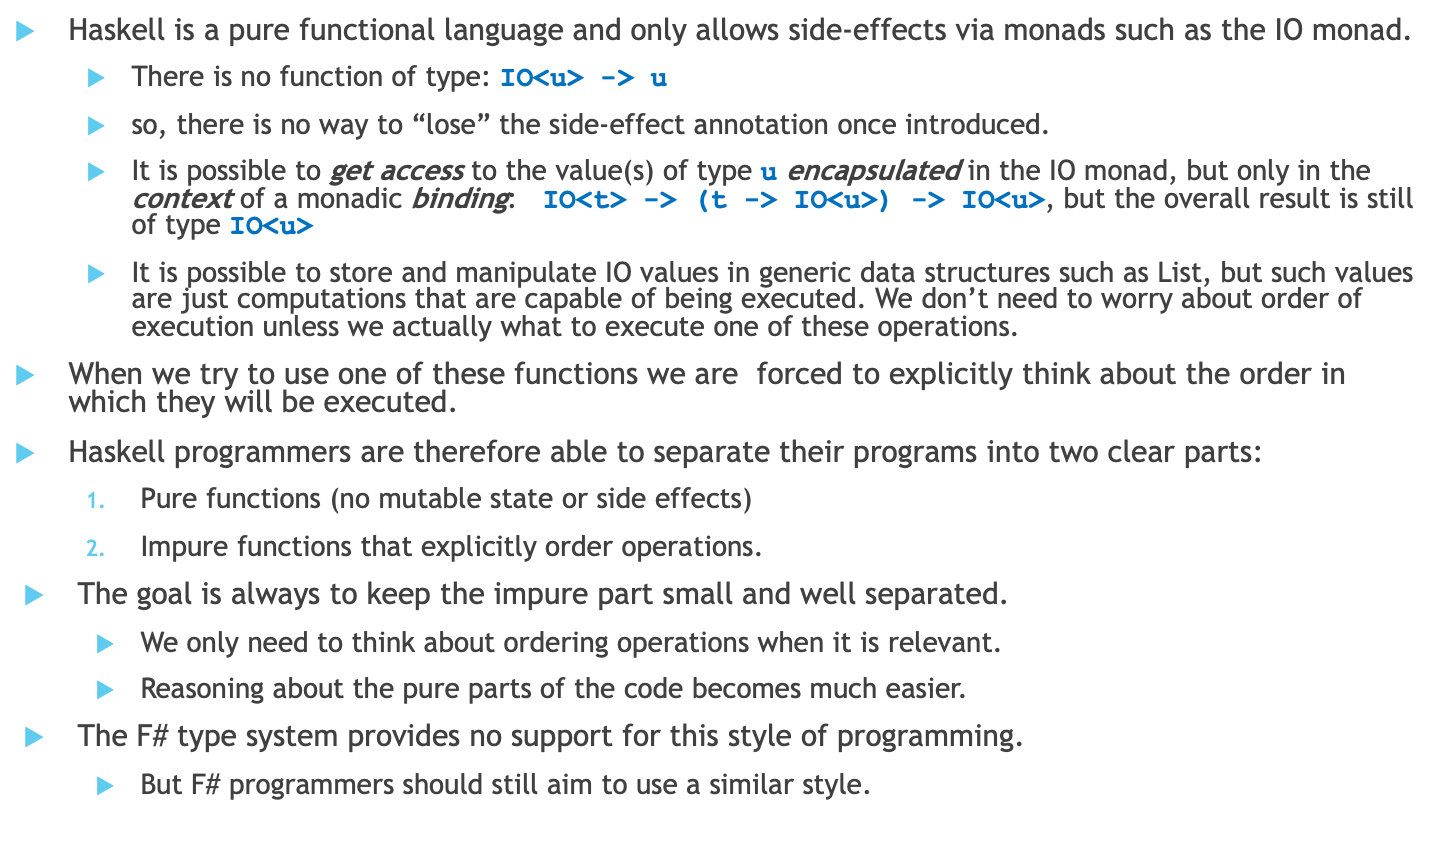 Haskell is a pure functional language and only allows side-effects via monads such as the IO monad.
There is no function of type: IO<u> -> u
so, there is no way to “lose” the side-effect annotation once introduced.
It is possible to get access to the value(s) of type u encapsulated in the IO monad, but only in the
context of a monadic binding: IO<t> -> (t -> IO<u>) -> IO<u>, but the overall result is still
of type IO<u>
It is possible to store and manipulate IO values in generic data structures such as List, but such values
are just computations that are capable of being executed. We don’t need to worry about order of
execution unless we actually what to execute one of these operations.
When we try to use one of these functions we are  forced to explicitly think about the order in
which they will be executed.
Haskell programmers are therefore able to separate their programs into two clear parts:
1. Pure functions (no mutable state or side effects)
2. Impure functions that explicitly order operations.
The goal is always to keep the impure part small and well separated.
We only need to think about ordering operations when it is relevant.
Reasoning about the pure parts of the code becomes much easier.
The F# type system provides no support for this style of programming.
But F# programmers should still aim to use a similar style.